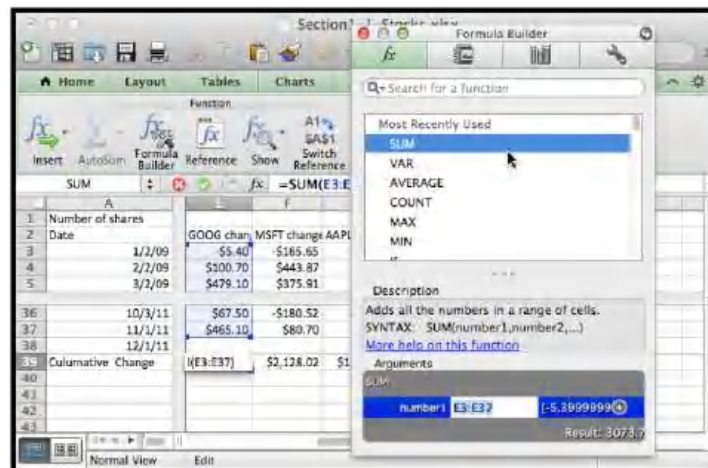 Formula Builder
Home Layout Tables Charts
Function
fx
Search for a function
Most Recently Used
SUM
VAR
AVERAGE
COUNT
MAX
MIN
Insert AutoSum Formula Builder Reference Show Switch Reference
A1
$A$1
SUM fx =SUM(E3:E
A F
1 Number of shares
2 Date GOOG chan MSFT change AAPL
3 1/2/09 $5.40 -$165.65
4 2/2/09 $100.70 $443.87
5 3/2/09 $479.10 $375.91
36 10/3/11 $67.50 -$180.52
37 11/1/11 $465.10 $80.70
38 12/1/11
39 Culumative Change I(E3:E37) $2,128.02 $1
40
41
42
43
Description
Adds all the numbers in a range of cells.
SYNTAX: SUM(number1,number2,...)
More help on this function
Arguments
SUM
number1 E3:E37 {-5.3999999
Result: 3073.7
Normal View Edit